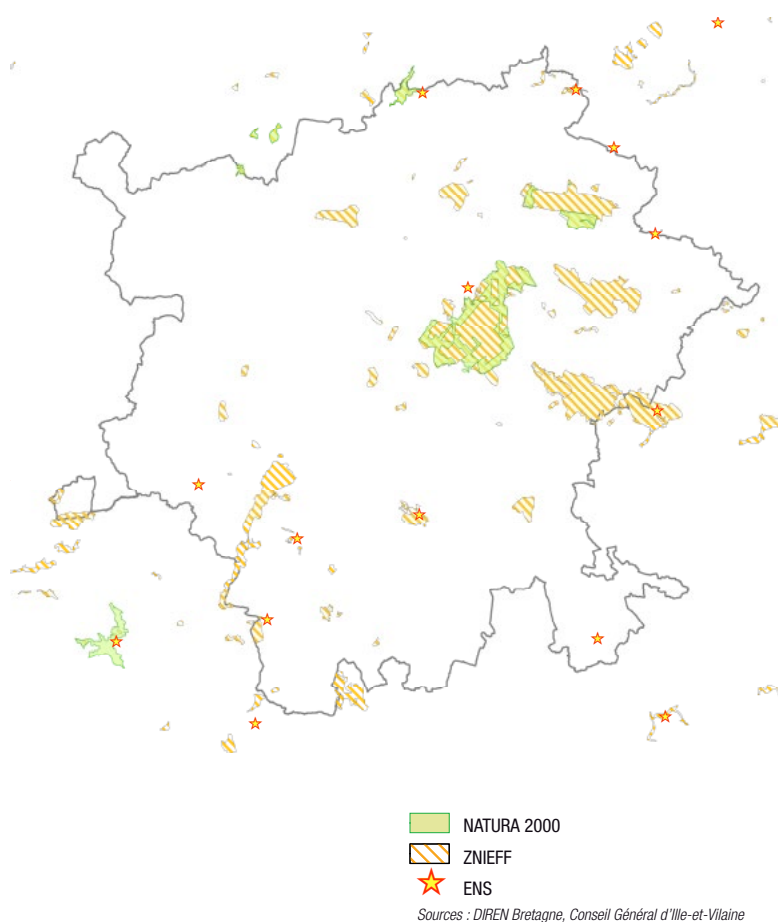 NATURA 2000
ZNIEFF
ENS
Sources : DIREN Bretagne, Conseil Général d'Ille-et-Vilaine